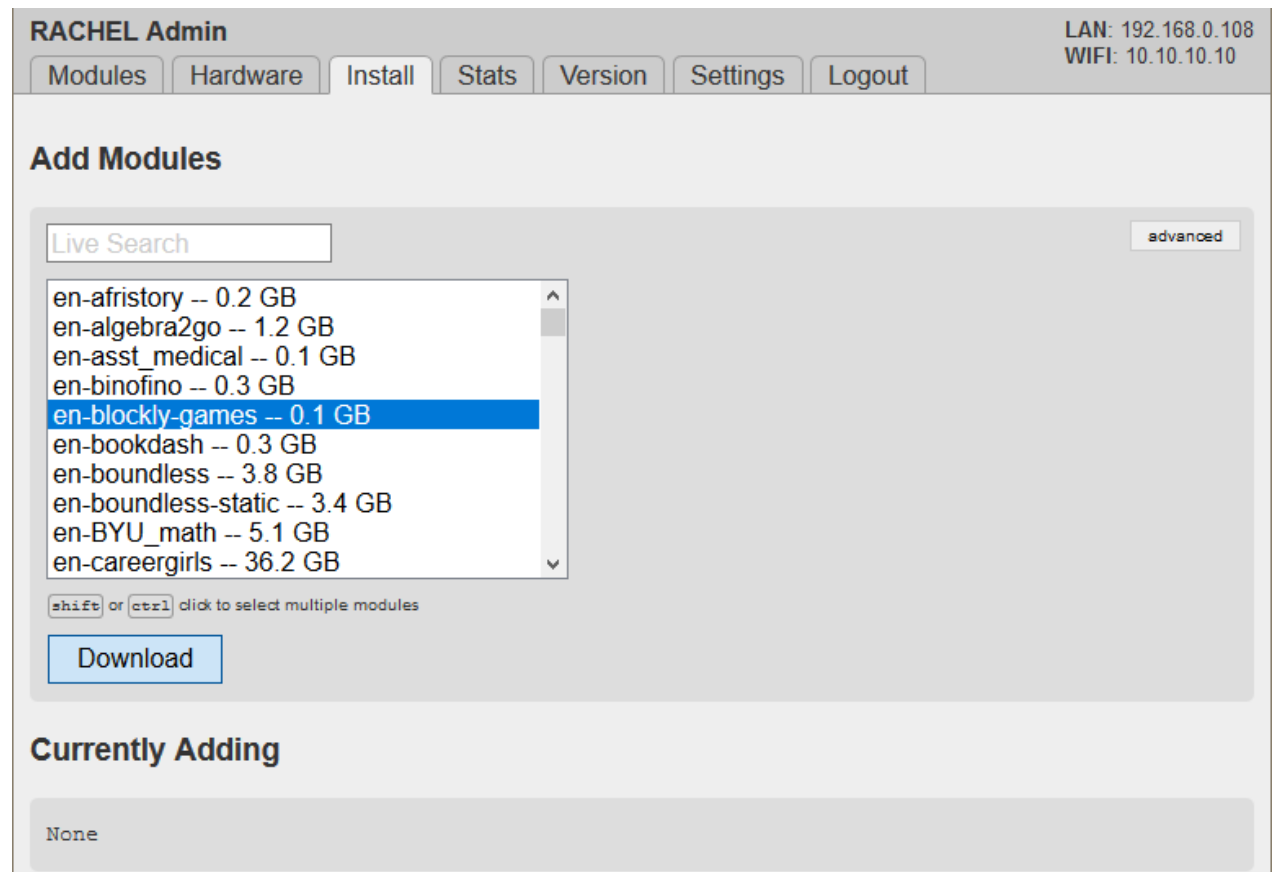 RACHEL Admin
LAN: 192.168.0.108
WIFI: 10.10.10.10
Modules Hardware Install Stats Version Settings Logout
Add Modules
Live Search
advanced
en-afristory -- 0.2 GB
en-algebra2go -- 1.2 GB
en-asst_medical -- 0.1 GB
en-binofino -- 0.3 GB
en-blockly-games -- 0.1 GB
en-bookdash -- 0.3 GB
en-boundless -- 3.8 GB
en-boundless-static -- 3.4 GB
en-BYU_math -- 5.1 GB
en-careergirls -- 36.2 GB
shift or ctrl click to select multiple modules
Download
Currently Adding
None